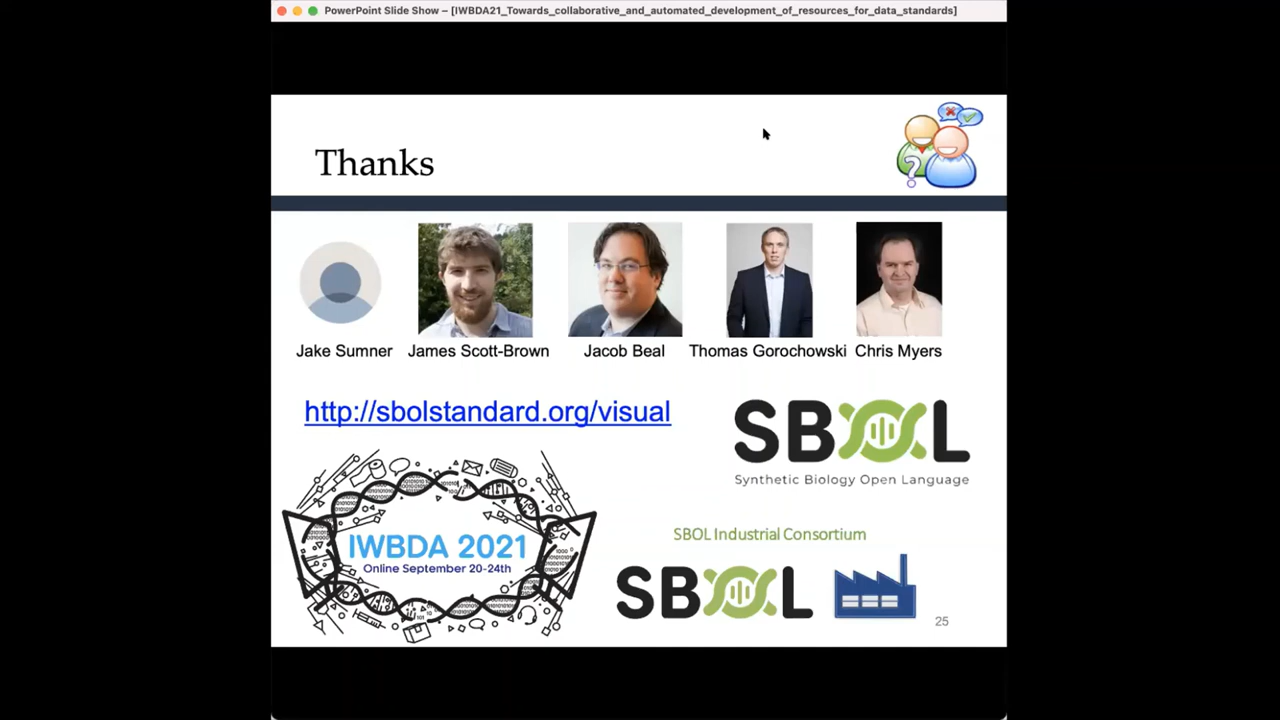 PowerPoint Slide Show – [IWBDA21_Towards_collaborative_and_automated_development_of_resources_for_data_standards]
Thanks
Jake Sumner
James Scott-Brown
Jacob Beal
Thomas Gorochowski
Chris Myers
http://sbolstandard.org/visual
SBOL
Synthetic Biology Open Language
IWBDA 2021
Online September 20-24th
SBOL Industrial Consortium
SBOL
25